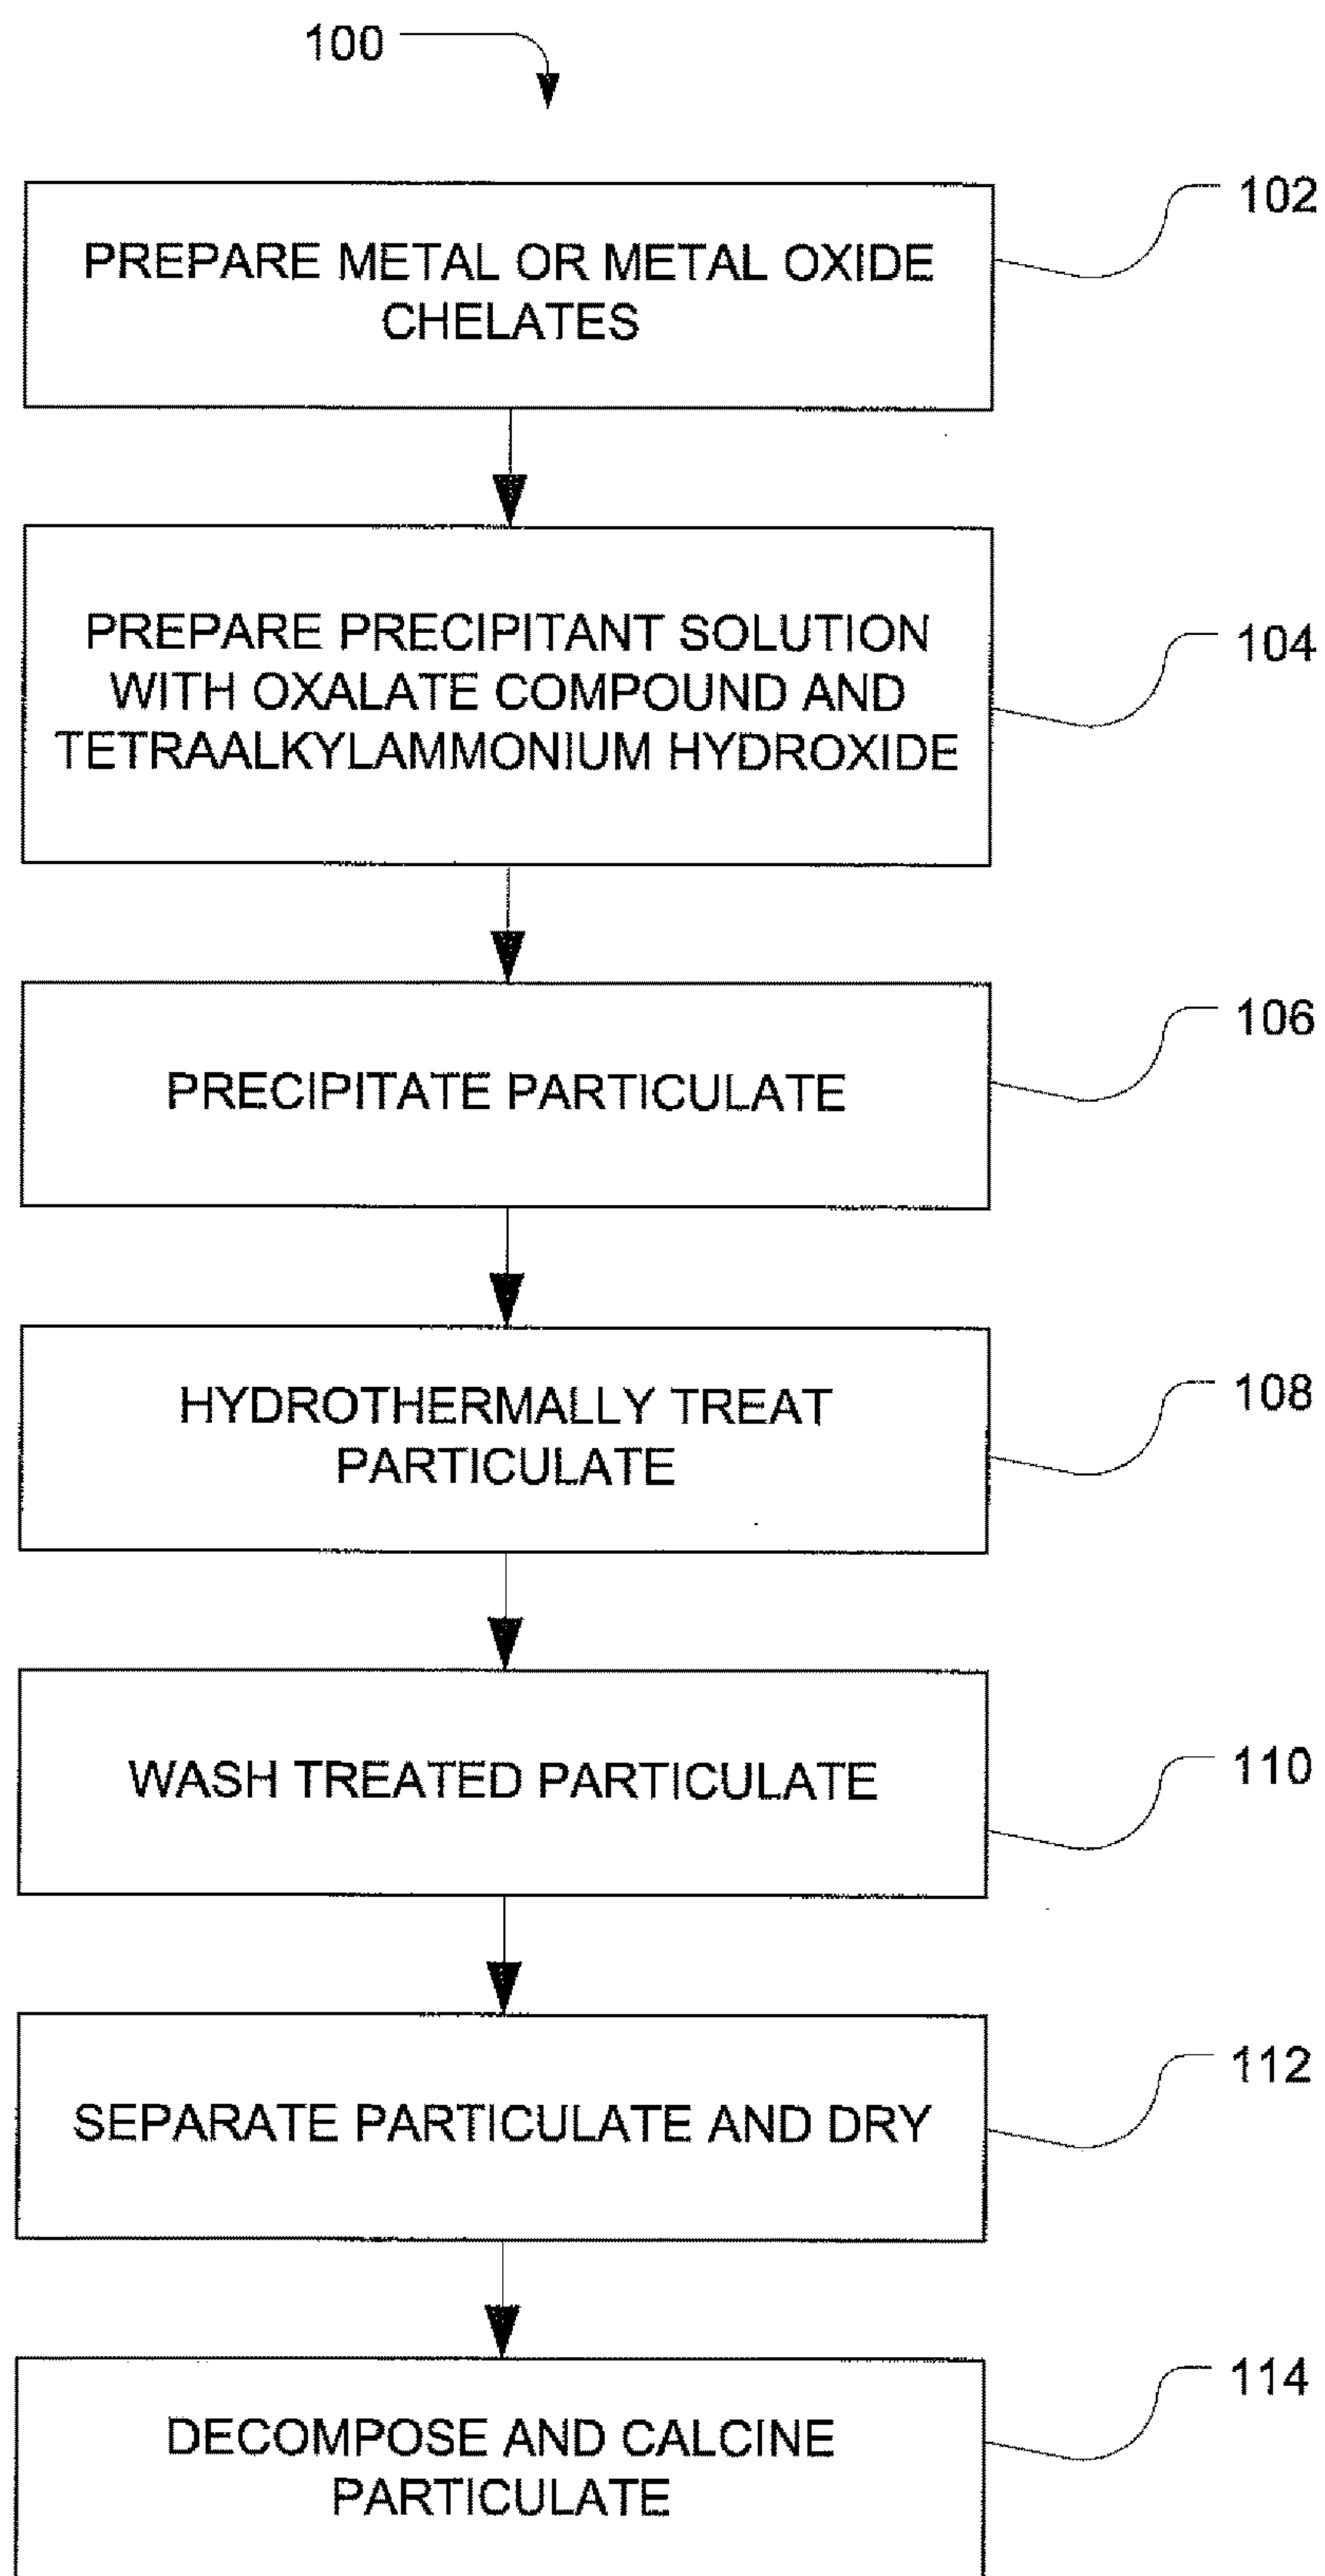 100
102
PREPARE METAL OR METAL OXIDE
CHELATES
104
PREPARE PRECIPITANT SOLUTION
WITH OXALATE COMPOUND AND
TETRAALKYLAMMONIUM HYDROXIDE
106
PRECIPITATE PARTICULATE
108
HYDROTHERMALLY TREAT
PARTICULATE
110
WASH TREATED PARTICULATE
112
SEPARATE PARTICULATE AND DRY
114
DECOMPOSE AND CALCINE
PARTICULATE